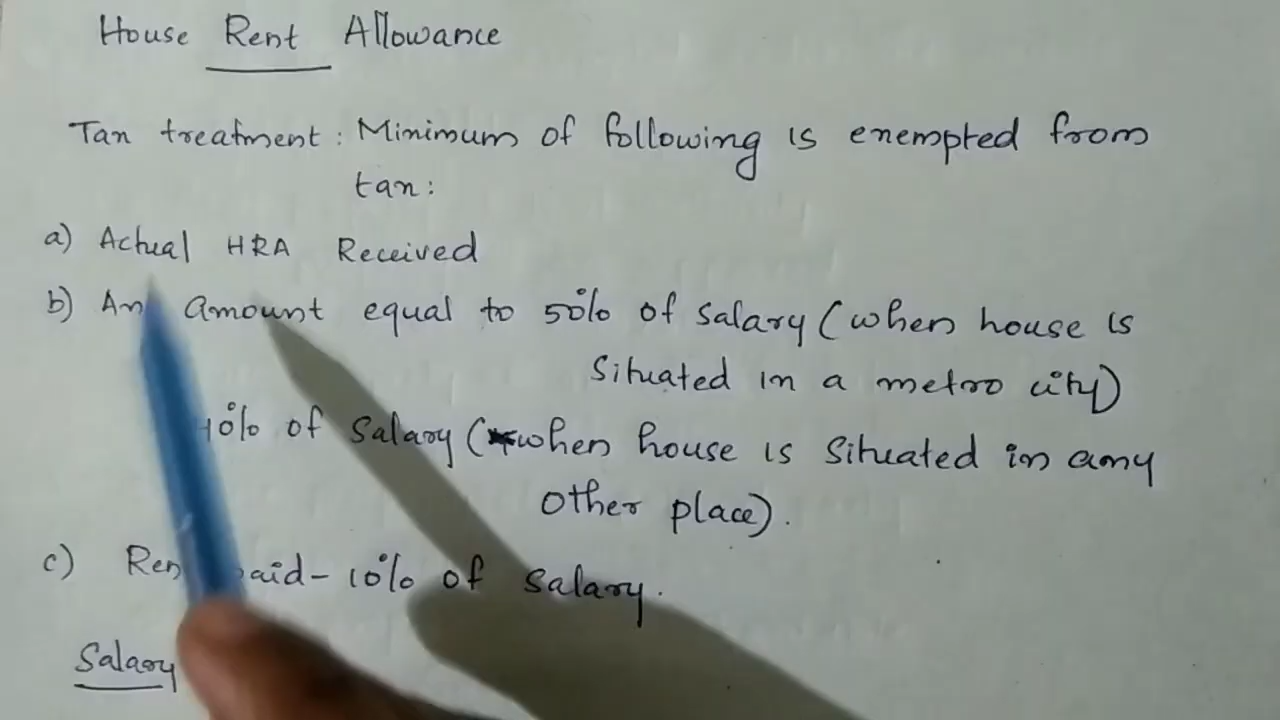 House Rent Allowance
Tax treatment: Minimum of following is exempted from
tax:
a) Actual HRA Received
b) An amount equal to 50% of salary (when house is
situated in a metro city)
0% of salary (when house is situated in any
other place).
c) paid - 10% of salary.
Salary